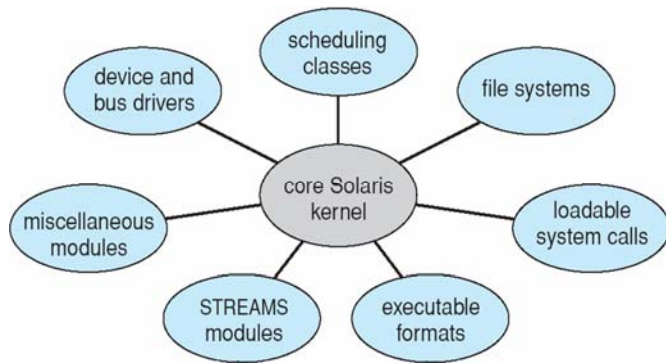 scheduling
classes
device and
bus drivers
file systems
core Solaris
kernel
miscellaneous
modules
loadable
system calls
STREAMS
modules
executable
formats